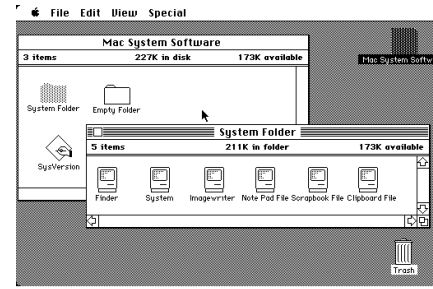 File Edit View Special
Mac System Software
3 items 227K in disk 173K available
Mac System Softw
System Folder Empty Folder
SysVersion
System Folder
5 items 211K in folder 173K available
Finder System Imagewriter Note Pad File Scrapbook File Clipboard File
Trash